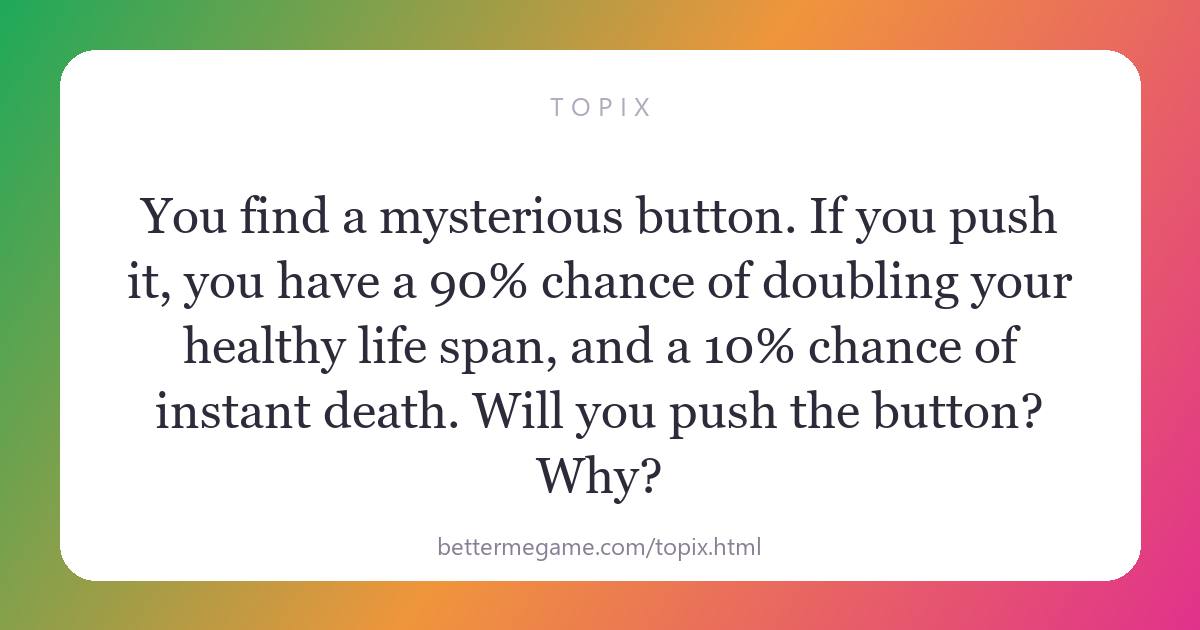 TOPIX
You find a mysterious button. If you push
it, you have a 90% chance of doubling your
healthy life span, and a 10% chance of
instant death. Will you push the button?
Why?
bettermegame.com/topix.html